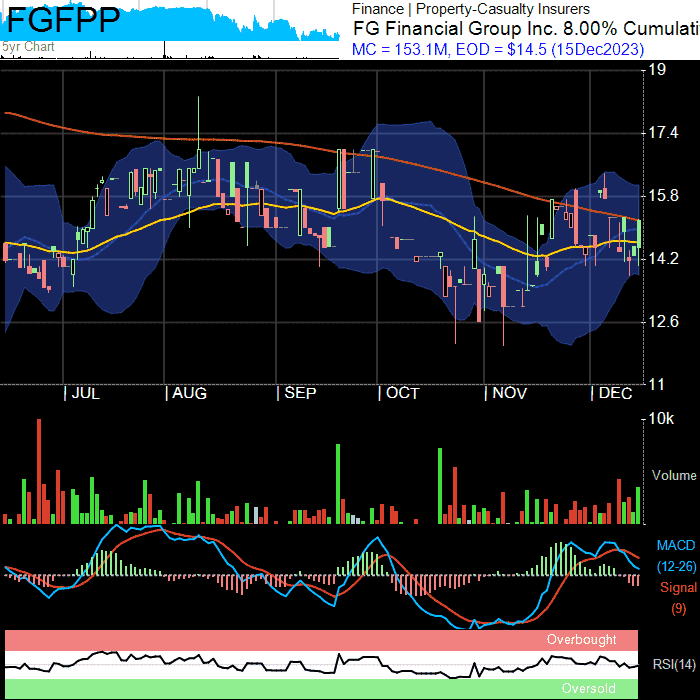 FGFPP
5yr Chart
Finance | Property-Casualty Insurers
FG Financial Group Inc. 8.00% Cumulati
MC = 153.1M, EOD = $14.5 (15Dec2023)
19
17.4
15.8
14.2
12.6
11
| JUL | AUG | SEP | OCT | NOV | DEC
10k
Volume
MACD
(12-26)
Signal
(9)
Overbought
RSI(14)
Oversold